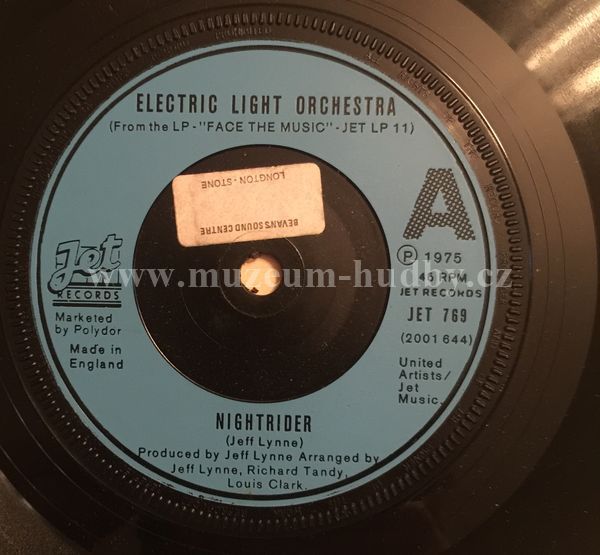 ELECTRIC LIGHT ORCHESTRA
(From the LP - "FACE THE MUSIC" - JET LP 11)
BEVAN'S SOUND CENTRE
LONGTON - STONE
A
Jet
RECORDS
Marketed
by Polydor
Made in
England
P 1975
45 RPM
JET RECORDS
JET 769
(2001 644)
United
Artists/
Jet
Music.
www.muzeum-hudby.cz
NIGHTRIDER
(Jeff Lynne)
Produced by Jeff Lynne Arranged by
Jeff Lynne, Richard Tandy,
Louis Clark.